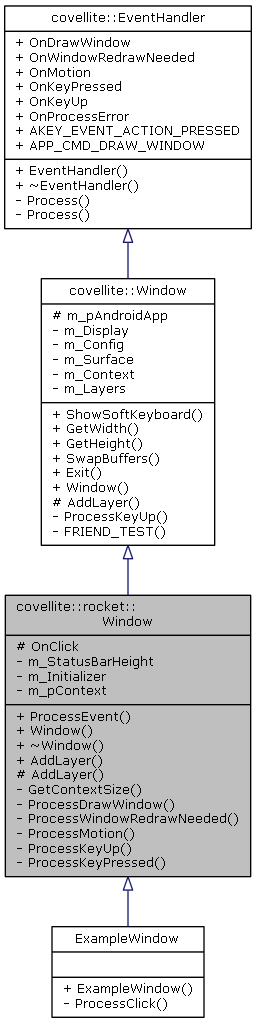 covellite::EventHandler
+ OnDrawWindow
+ OnWindowRedrawNeeded
+ OnMotion
+ OnKeyPressed
+ OnKeyUp
+ OnProcessError
+ AKEY_EVENT_ACTION_PRESSED
+ APP_CMD_DRAW_WINDOW
+ EventHandler()
+ ~EventHandler()
- Process()
- Process()
covellite::Window
# m_pAndroidApp
- m_Display
- m_Config
- m_Surface
- m_Context
- m_Layers
+ ShowSoftKeyboard()
+ GetWidth()
+ GetHeight()
+ SwapBuffers()
+ Exit()
+ Window()
# AddLayer()
- ProcessKeyUp()
- FRIEND_TEST()
covellite::rocket::
Window
# OnClick
- m_StatusBarHeight
- m_Initializer
- m_pContext
+ ProcessEvent()
+ Window()
+ ~Window()
+ AddLayer()
# AddLayer()
- GetContextSize()
- ProcessDrawWindow()
- ProcessWindowRedrawNeeded()
- ProcessMotion()
- ProcessKeyUp()
- ProcessKeyPressed()
ExampleWindow
+ ExampleWindow()
- ProcessClick()